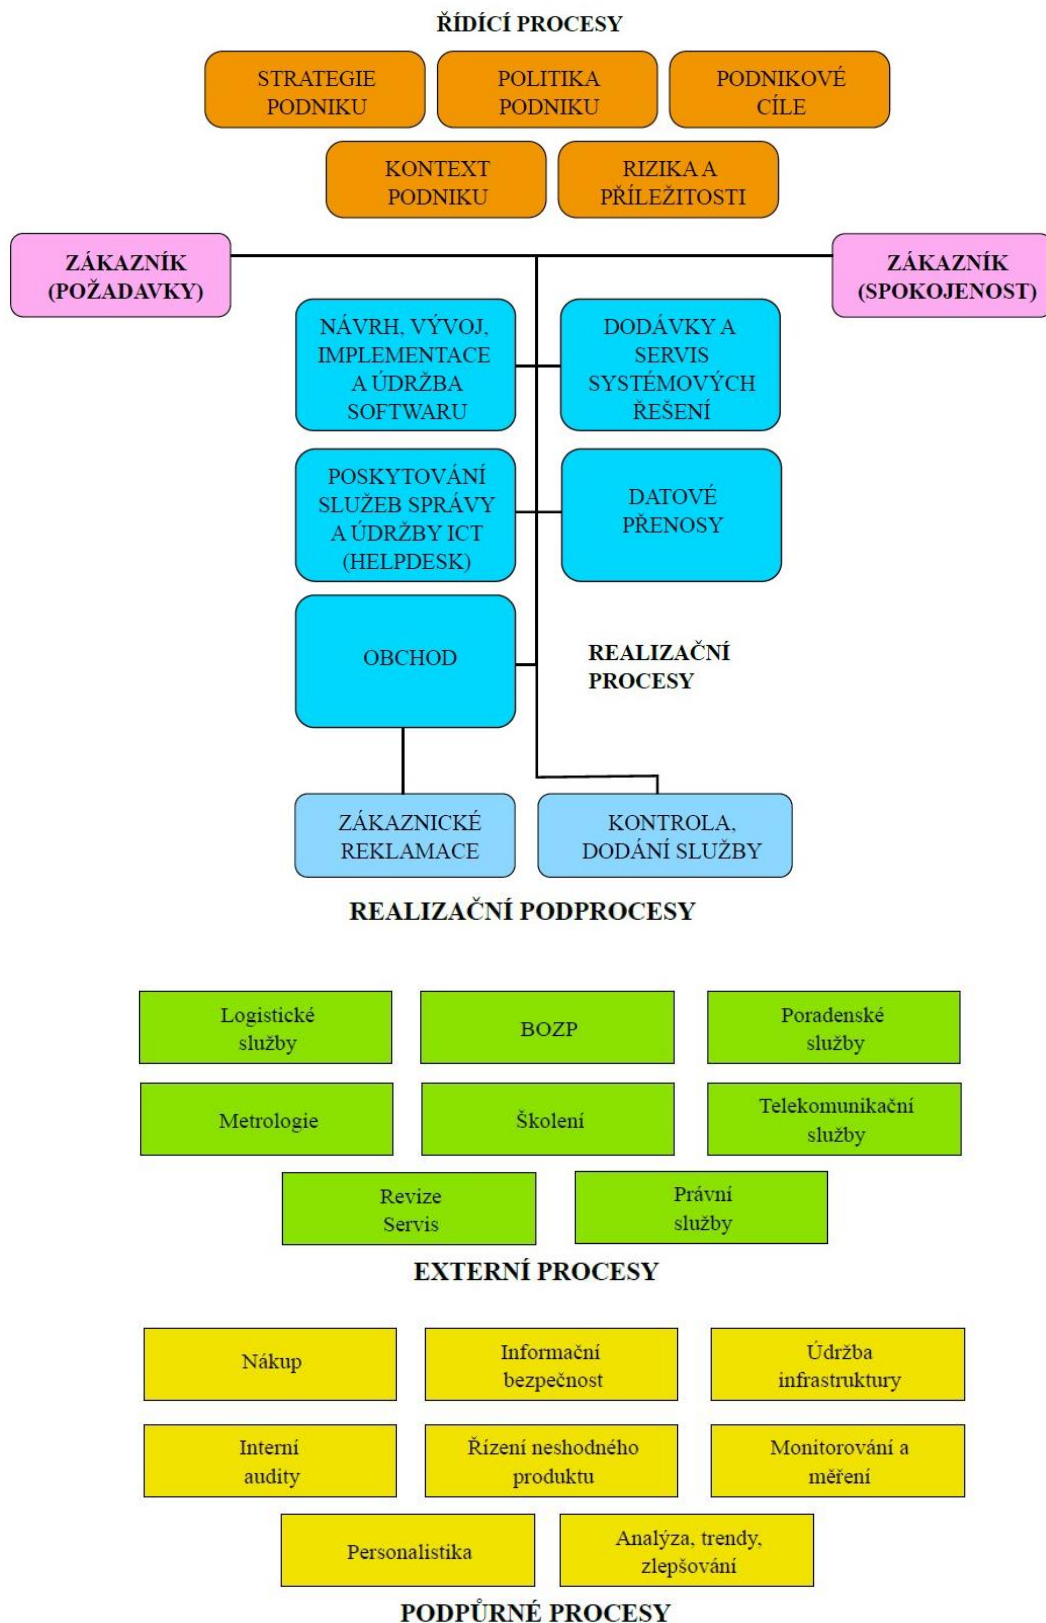 ŘÍDÍCÍ PROCESY
STRATEGIE
PODNIKU
POLITIKA
PODNIKU
PODNIKOVÉ
CÍLE
KONTEXT
PODNIKU
RIZIKA A
PŘÍLEŽITOSTI
ZÁKAZNÍK
(POŽADAVKY)
ZÁKAZNÍK
(SPOKOJENOST)
NÁVRH, VÝVOJ,
IMPLEMENTACE
A ÚDRŽBA
SOFTWARU
DODÁVKY A
SERVIS
SYSTÉMOVÝCH
ŘEŠENÍ
POSKYTOVÁNÍ
SLUŽEB SPRÁVY
A ÚDRŽBY ICT
(HELPDESK)
DATOVÉ
PŘENOSY
OBCHOD
REALIZAČNÍ
PROCESY
ZÁKAZNICKÉ
REKLAMACE
KONTROLA,
DODÁNÍ SLUŽBY
REALIZAČNÍ PODPROCESY
Logistické
služby
BOZP
Poradenské
služby
Metrologie
Školení
Telekomunikační
služby
Revize
Servis
Právní
služby
EXTERNÍ PROCESY
Nákup
Informační
bezpečnost
Údržba
infrastruktury
Interní
audity
Řízení neshodného
produktu
Monitorování a
měření
Personalistika
Analýza, trendy,
zlepšování
PODPŮRNÉ PROCESY